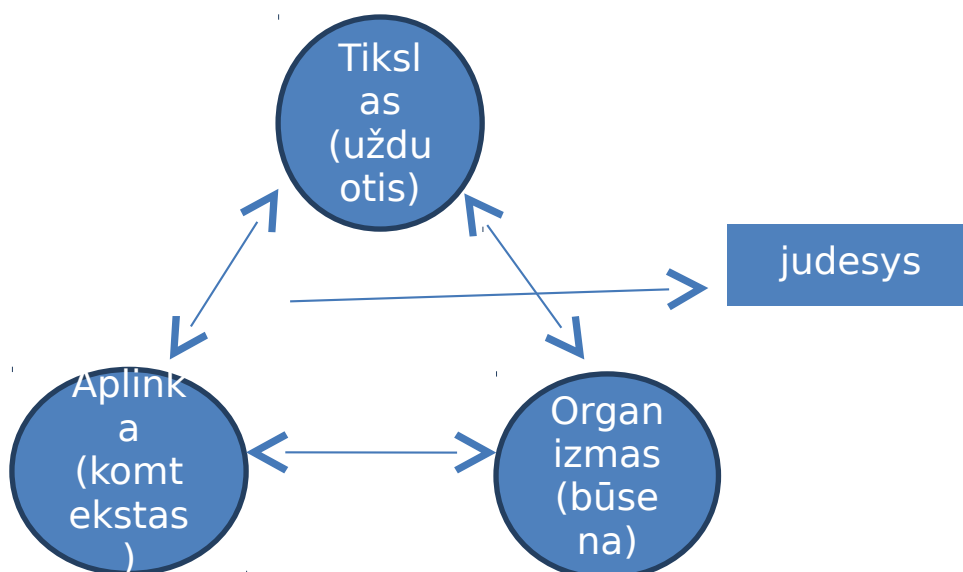 Tiksl
as
(uždu
otis)
judesys
Aplink
a
(komt
ekstas
)
Organ
izmas
(būse
na)